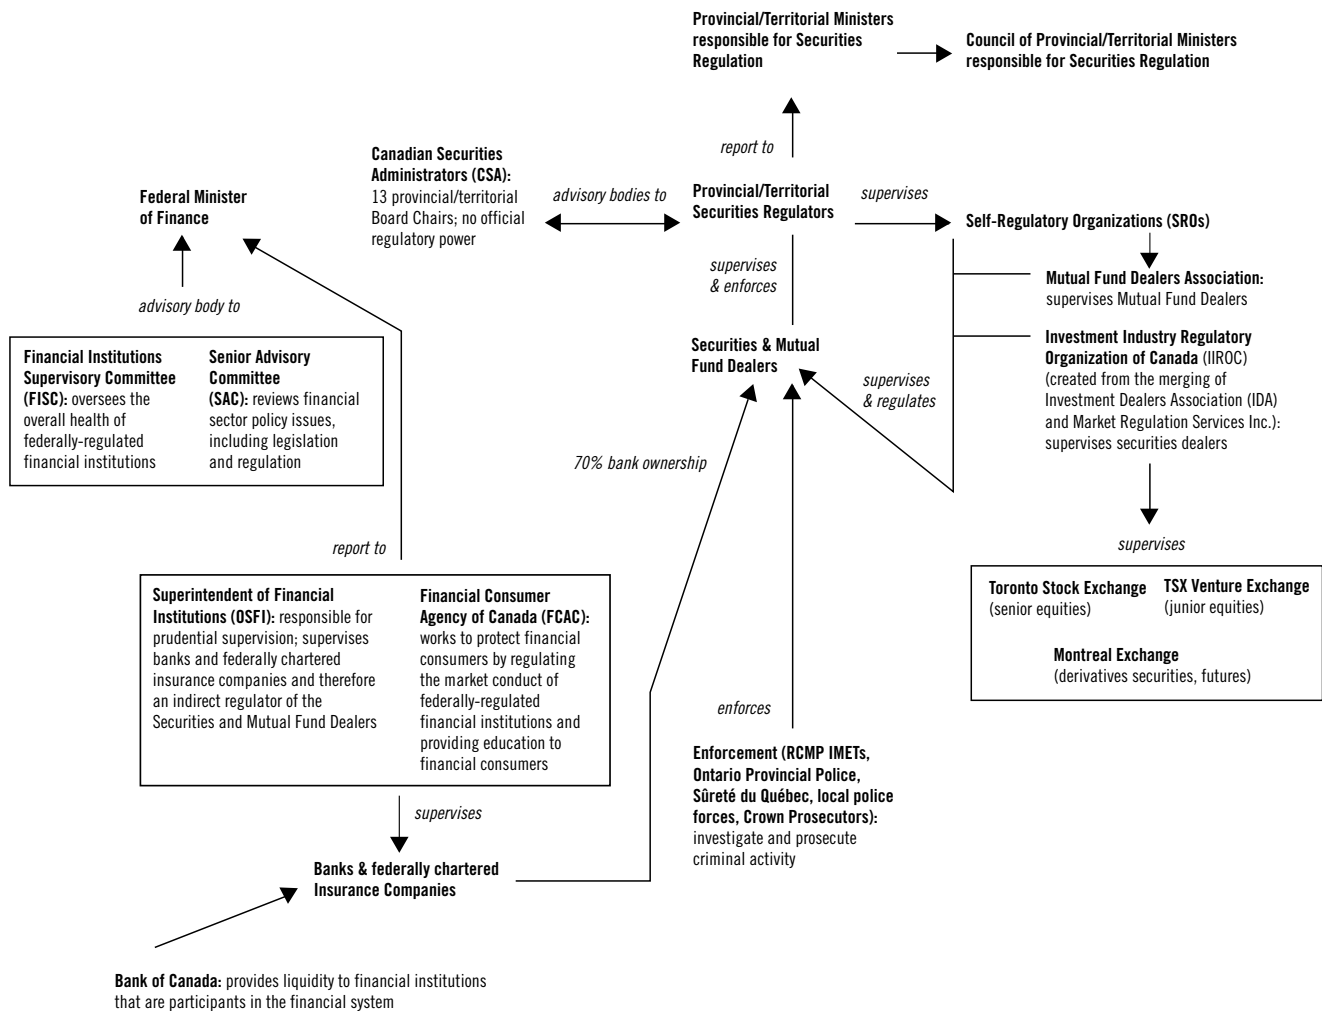 Provincial/Territorial Ministers
responsible for Securities
Regulation
Council of Provincial/Territorial Ministers
responsible for Securities Regulation
report to
Canadian Securities
Administrators (CSA):
13 provincial/territorial
Board Chairs; no official
regulatory power
advisory bodies to
Provincial/Territorial
Securities Regulators
supervises
Self-Regulatory Organizations (SROs)
Federal Minister
of Finance
supervises
& enforces
Mutual Fund Dealers Association:
supervises Mutual Fund Dealers
advisory body to
Financial Institutions
Supervisory Committee
(FISC): oversees the
overall health of
federally-regulated
financial institutions
Senior Advisory
Committee
(SAC): reviews financial
sector policy issues,
including legislation
and regulation
Securities & Mutual
Fund Dealers
supervises
& regulates
Investment Industry Regulatory
Organization of Canada (IIROC)
(created from the merging of
Investment Dealers Association (IDA)
and Market Regulation Services Inc.):
supervises securities dealers
70% bank ownership
report to
supervises
Superintendent of Financial
Institutions (OSFI): responsible for
prudential supervision; supervises
banks and federally chartered
insurance companies and therefore
an indirect regulator of the
Securities and Mutual Fund Dealers
Financial Consumer
Agency of Canada (FCAC):
works to protect financial
consumers by regulating
the market conduct of
federally-regulated
financial institutions and
providing education to
financial consumers
Toronto Stock Exchange
(senior equities)
TSX Venture Exchange
(junior equities)
Montreal Exchange
(derivatives securities, futures)
enforces
Enforcement (RCMP IMETs,
Ontario Provincial Police,
Sûreté du Québec, local police
forces, Crown Prosecutors):
investigate and prosecute
criminal activity
supervises
Banks & federally chartered
Insurance Companies
Bank of Canada: provides liquidity to financial institutions
that are participants in the financial system